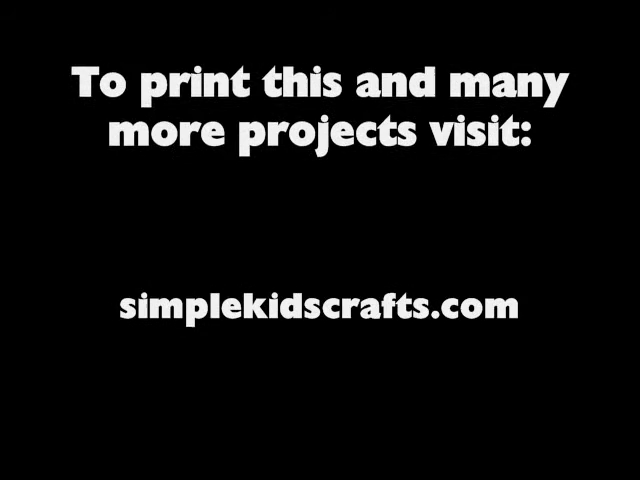 To print this and many
more projects visit:
simplekidscrafts.com